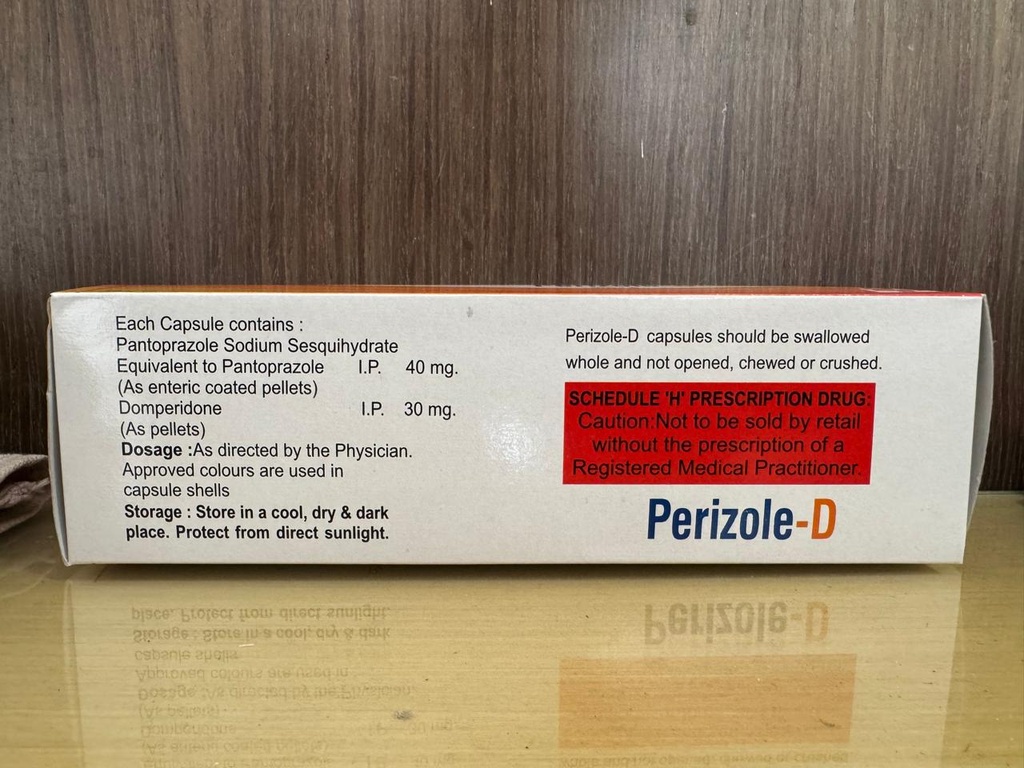 Each Capsule contains :
Pantoprazole Sodium Sesquihydrate
Equivalent to Pantoprazole I.P. 40 mg.
(As enteric coated pellets)
Domperidone I.P. 30 mg.
(As pellets)
Dosage :As directed by the Physician.
Approved colours are used in
capsule shells
Storage : Store in a cool, dry & dark
place. Protect from direct sunlight.
Perizole-D capsules should be swallowed
whole and not opened, chewed or crushed.
SCHEDULE 'H' PRESCRIPTION DRUG:
Caution:Not to be sold by retail
without the prescription of a
Registered Medical Practitioner.
Perizole-D